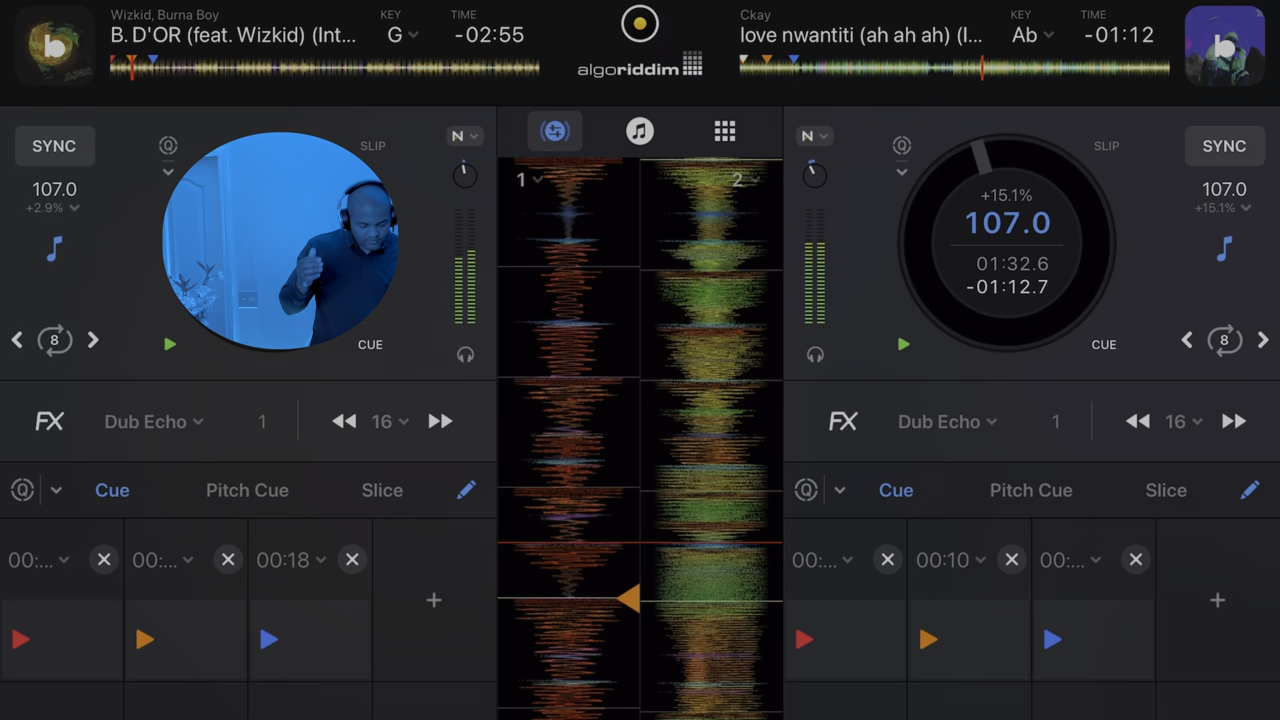 Wizkid, Burna Boy
B. D'OR (feat. Wizkid) (Int...
KEY
G
TIME
-02:55
algoriddim
Ckay
love nwantiti (ah ah ah) (I...
KEY
Ab
TIME
-01:12
b
b
SYNC
107.0
+2.9%
8
Q
SLIP
CUE
N
1
2
N
Q
SLIP
+15.1%
107.0
01:32.6
-01:12.7
CUE
SYNC
107.0
+15.1%
8
FX
Dub Echo
1
16
FX
Dub Echo
1
16
Q
Cue
Pitch Cue
Slice
Q
Cue
Pitch Cue
Slice
00:...
00:...
00:18
+
00:...
00:10
00:...
+